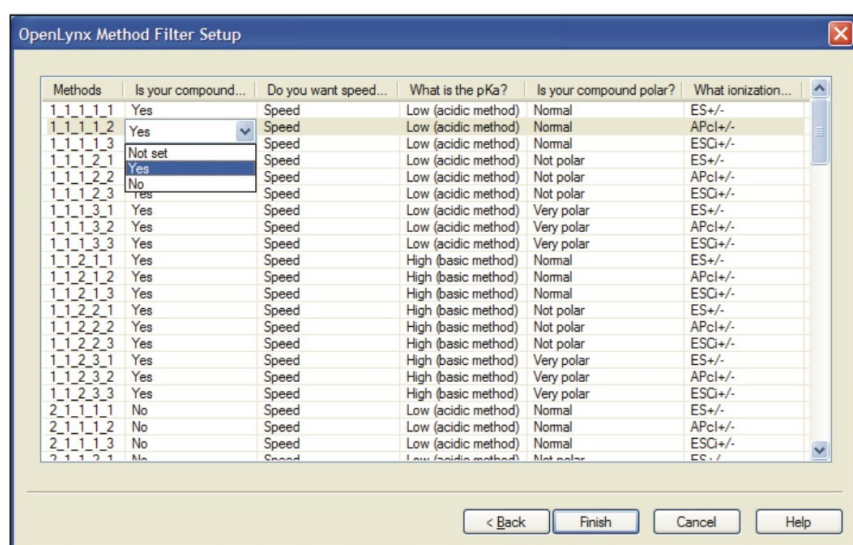 OpenLynx Method Filter Setup
Methods Is your compound... Do you want speed... What is the pKa? Is your compound polar? What ionization...
1_1_1_1_1 Yes Speed Low (acidic method) Normal ES+/-
1_1_1_1_2 Yes Speed Low (acidic method) Normal APcI+/-
1_1_1_1_3 Speed Low (acidic method) Normal ESCi+/-
Not set
1_1_1_2_1 Speed Low (acidic method) Not polar ES+/-
Yes
1_1_1_2_2 Speed Low (acidic method) Not polar APcI+/-
No
1_1_1_2_3 Yes Speed Low (acidic method) Not polar ESCi+/-
1_1_1_3_1 Yes Speed Low (acidic method) Very polar ES+/-
1_1_1_3_2 Yes Speed Low (acidic method) Very polar APcI+/-
1_1_1_3_3 Yes Speed Low (acidic method) Very polar ESCi+/-
1_1_2_1_1 Yes Speed High (basic method) Normal ES+/-
1_1_2_1_2 Yes Speed High (basic method) Normal APcI+/-
1_1_2_1_3 Yes Speed High (basic method) Normal ESCi+/-
1_1_2_2_1 Yes Speed High (basic method) Not polar ES+/-
1_1_2_2_2 Yes Speed High (basic method) Not polar APcI+/-
1_1_2_2_3 Yes Speed High (basic method) Not polar ESCi+/-
1_1_2_3_1 Yes Speed High (basic method) Very polar ES+/-
1_1_2_3_2 Yes Speed High (basic method) Very polar APcI+/-
1_1_2_3_3 Yes Speed High (basic method) Very polar ESCi+/-
2_1_1_1_1 No Speed Low (acidic method) Normal ES+/-
2_1_1_1_2 No Speed Low (acidic method) Normal APcI+/-
2_1_1_1_3 No Speed Low (acidic method) Normal ESCi+/-
2_1_1_2_1 No Speed Low (acidic method) Not polar ES+/-
< Back Finish Cancel Help